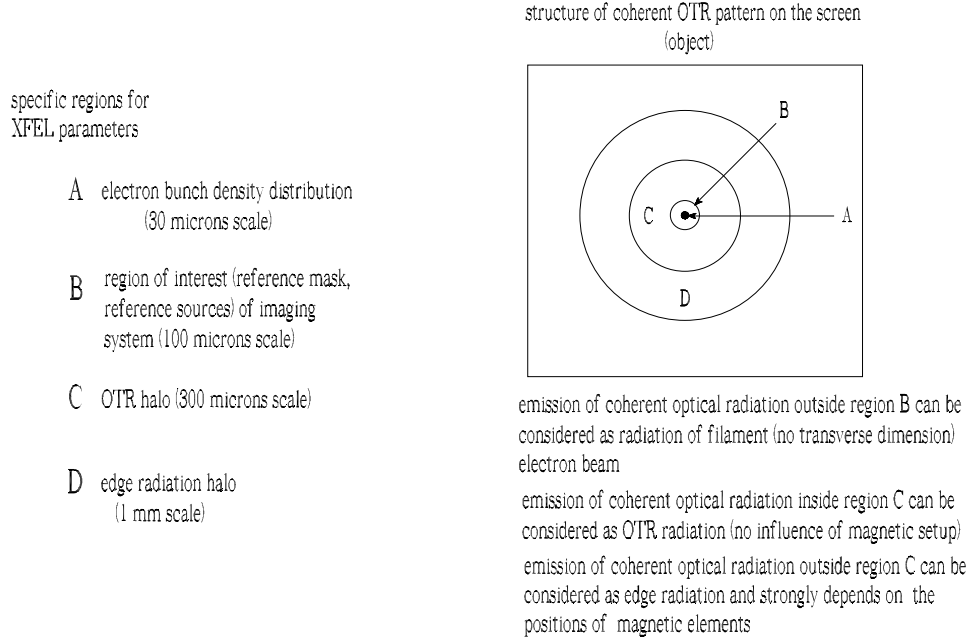 specific regions for
XFEL parameters
A electron bunch density distribution
(30 microns scale)
B region of interest (reference mask,
reference sources) of imaging
system (100 microns scale)
C OTR halo (300 microns scale)
D edge radiation halo
(1 mm scale)
structure of coherent OTR pattern on the screen
(object)
B
C
A
D
emission of coherent optical radiation outside region B can be
considered as radiation of filament (no transverse dimension)
electron beam
emission of coherent optical radiation inside region C can be
considered as OTR radiation (no influence of magnetic setup)
emission of coherent optical radiation outside region C can be
considered as edge radiation and strongly depends on the
positions of magnetic elements